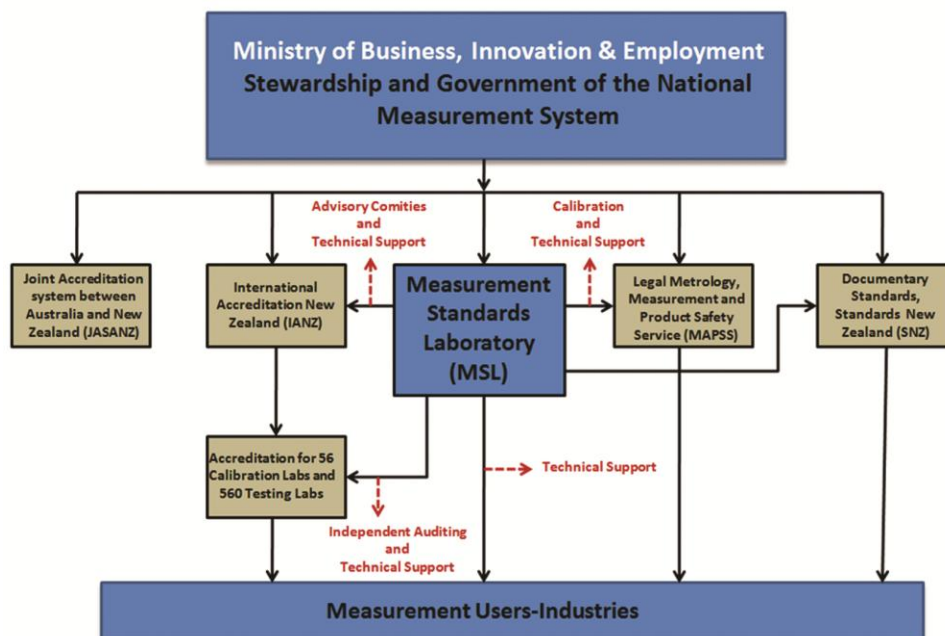 Ministry of Business, Innovation & Employment
Stewardship and Government of the National
Measurement System
Advisory Comities
and
Technical Support
Calibration
and
Technical Support
Joint Accreditation
system between
Australia and New
Zealand (JASANZ)
International
Accreditation New
Zealand (IANZ)
Measurement
Standards
Laboratory
(MSL)
Legal Metrology,
Measurement and
Product Safety
Service (MAPSS)
Documentary
Standards,
Standards New
Zealand (SNZ)
Accreditation for 56
Calibration Labs and
560 Testing Labs
Technical Support
Independent Auditing
and
Technical Support
Measurement Users-Industries